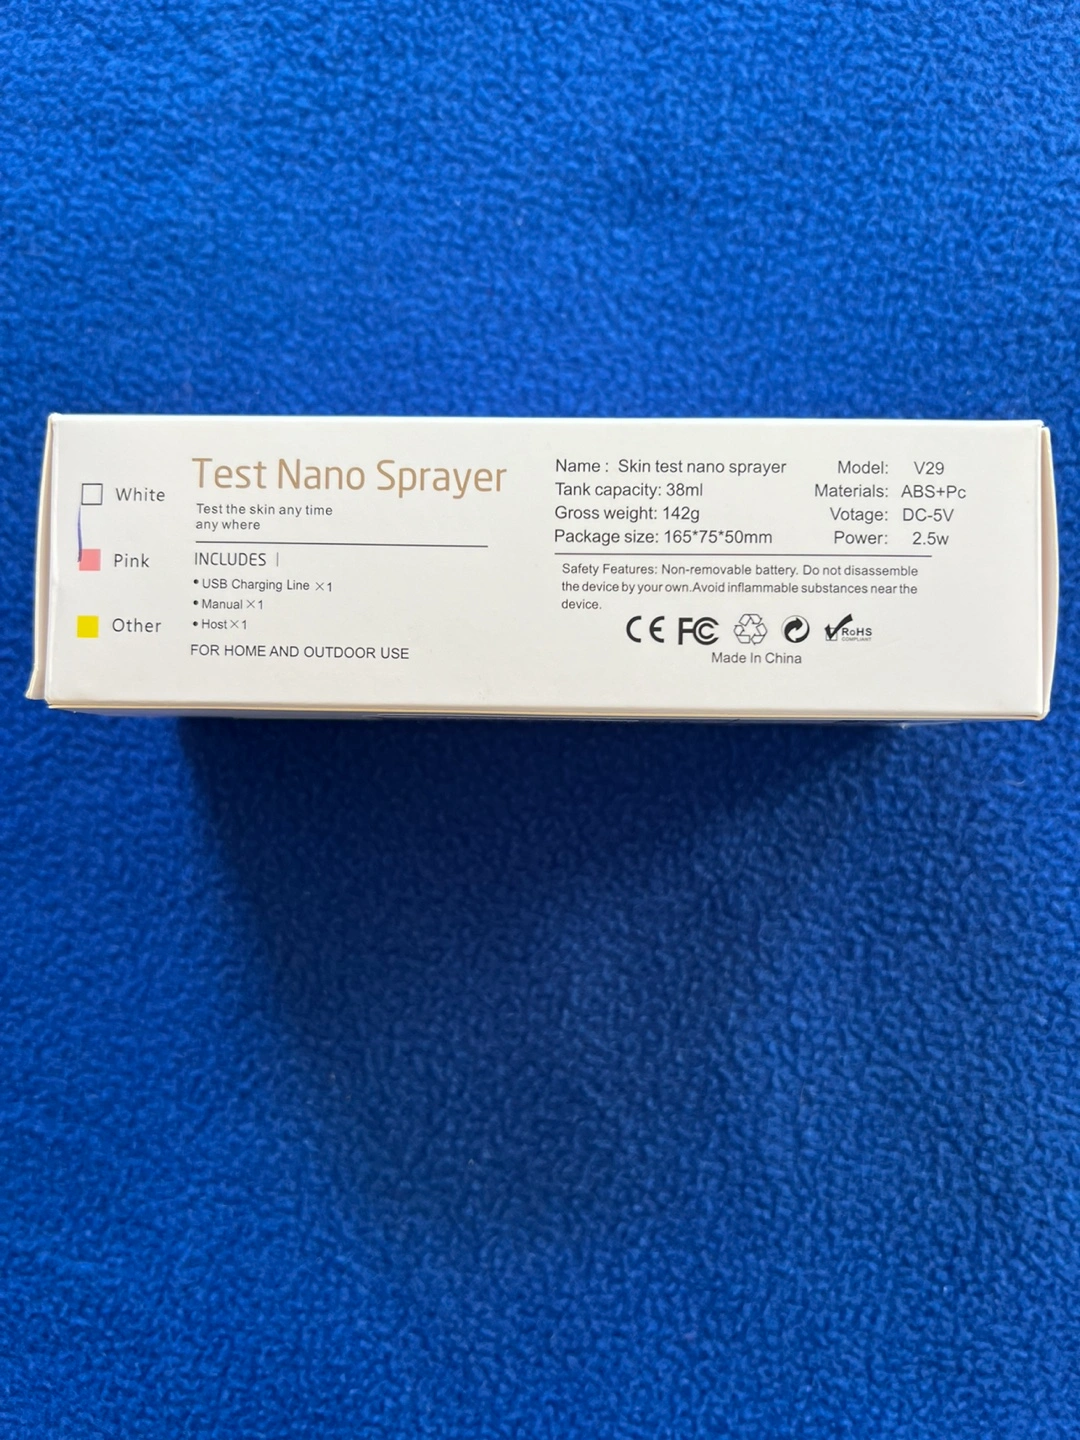 White
Pink
Other
Test Nano Sprayer
Test the skin any time
any where
INCLUDES |
• USB Charging Line ×1
• Manual ×1
• Host ×1
FOR HOME AND OUTDOOR USE
Name : Skin test nano sprayer
Tank capacity: 38ml
Gross weight: 142g
Package size: 165*75*50mm
Model: V29
Materials: ABS+Pc
Votage: DC-5V
Power: 2.5w
Safety Features: Non-removable battery. Do not disassemble
the device by your own.Avoid inflammable substances near the
device.
CE FC RoHS
COMPLIANT
Made In China